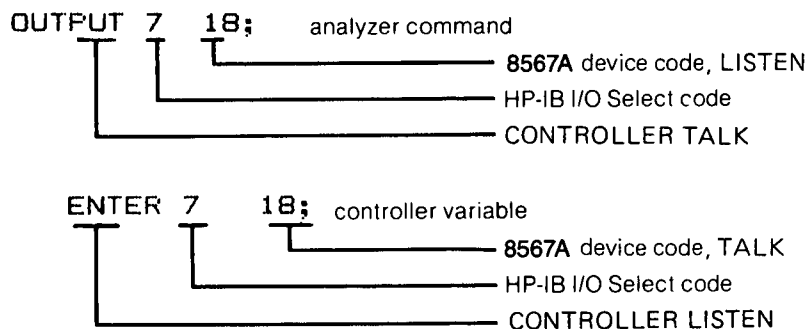 OUTPUT 7 18; analyzer command
8567A device code, LISTEN
HP-IB I/O Select code
CONTROLLER TALK
ENTER 7 18; controller variable
8567A device code, TALK
HP-IB I/O Select code
CONTROLLER LISTEN